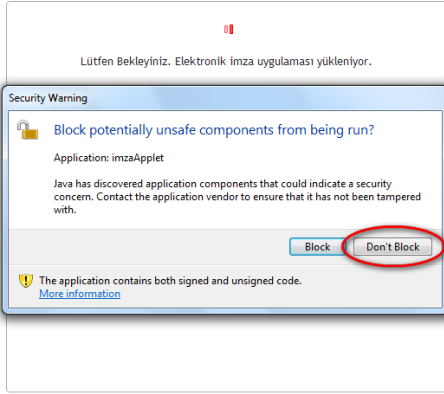 Lütfen Bekleyiniz. Elektronik imza uygulaması yükleniyor.
Security Warning
Block potentially unsafe components from being run?
Application: imzaApplet
Java has discovered application components that could indicate a security
concern. Contact the application vendor to ensure that it has not been tampered
with.
Block Don't Block
The application contains both signed and unsigned code.
More information